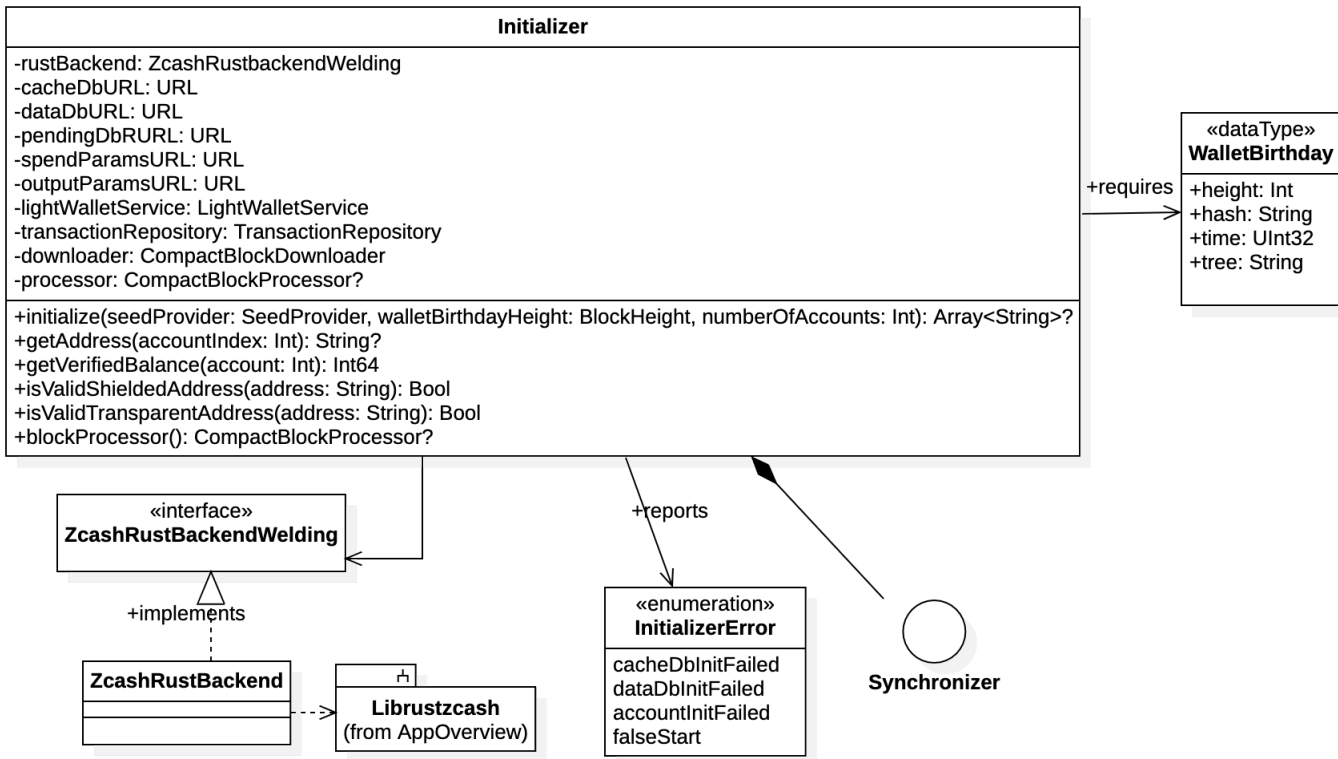 Initializer
-rustBackend: ZcashRustbackendWelding
-cacheDbURL: URL
-dataDbURL: URL
-pendingDbRURL: URL
-spendParamsURL: URL
-outputParamsURL: URL
-lightWalletService: LightWalletService
-transactionRepository: TransactionRepository
-downloader: CompactBlockDownloader
-processor: CompactBlockProcessor?
+initialize(seedProvider: SeedProvider, walletBirthdayHeight: BlockHeight, numberOfAccounts: Int): Array<String>?
+getAddress(accountIndex: Int): String?
+getVerifiedBalance(account: Int): Int64
+isValidShieldedAddress(address: String): Bool
+isValidTransparentAddress(address: String): Bool
+blockProcessor(): CompactBlockProcessor?
+requires
«dataType»
WalletBirthday
+height: Int
+hash: String
+time: UInt32
+tree: String
«interface»
ZcashRustBackendWelding
+implements
ZcashRustBackend
Librustzcash
(from AppOverview)
+reports
«enumeration»
InitializerError
cacheDbInitFailed
dataDbInitFailed
accountInitFailed
falseStart
Synchronizer